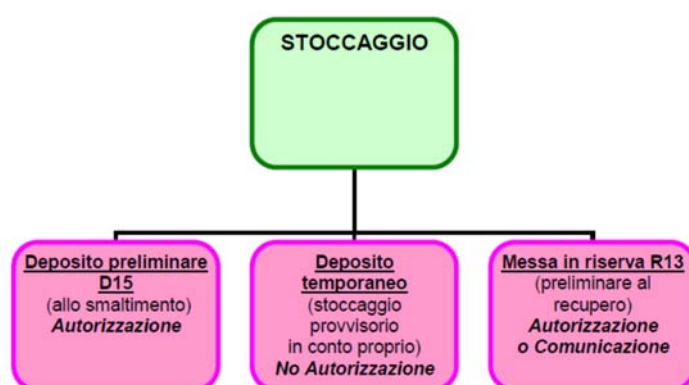 STOCCAGGIO
Deposito preliminare
D15
(allo smaltimento)
Autorizzazione
Deposito
temporaneo
(stoccaggio
provvisorio
in conto proprio)
No Autorizzazione
Messa in riserva R13
(preliminare al
recupero)
Autorizzazione
o Comunicazione